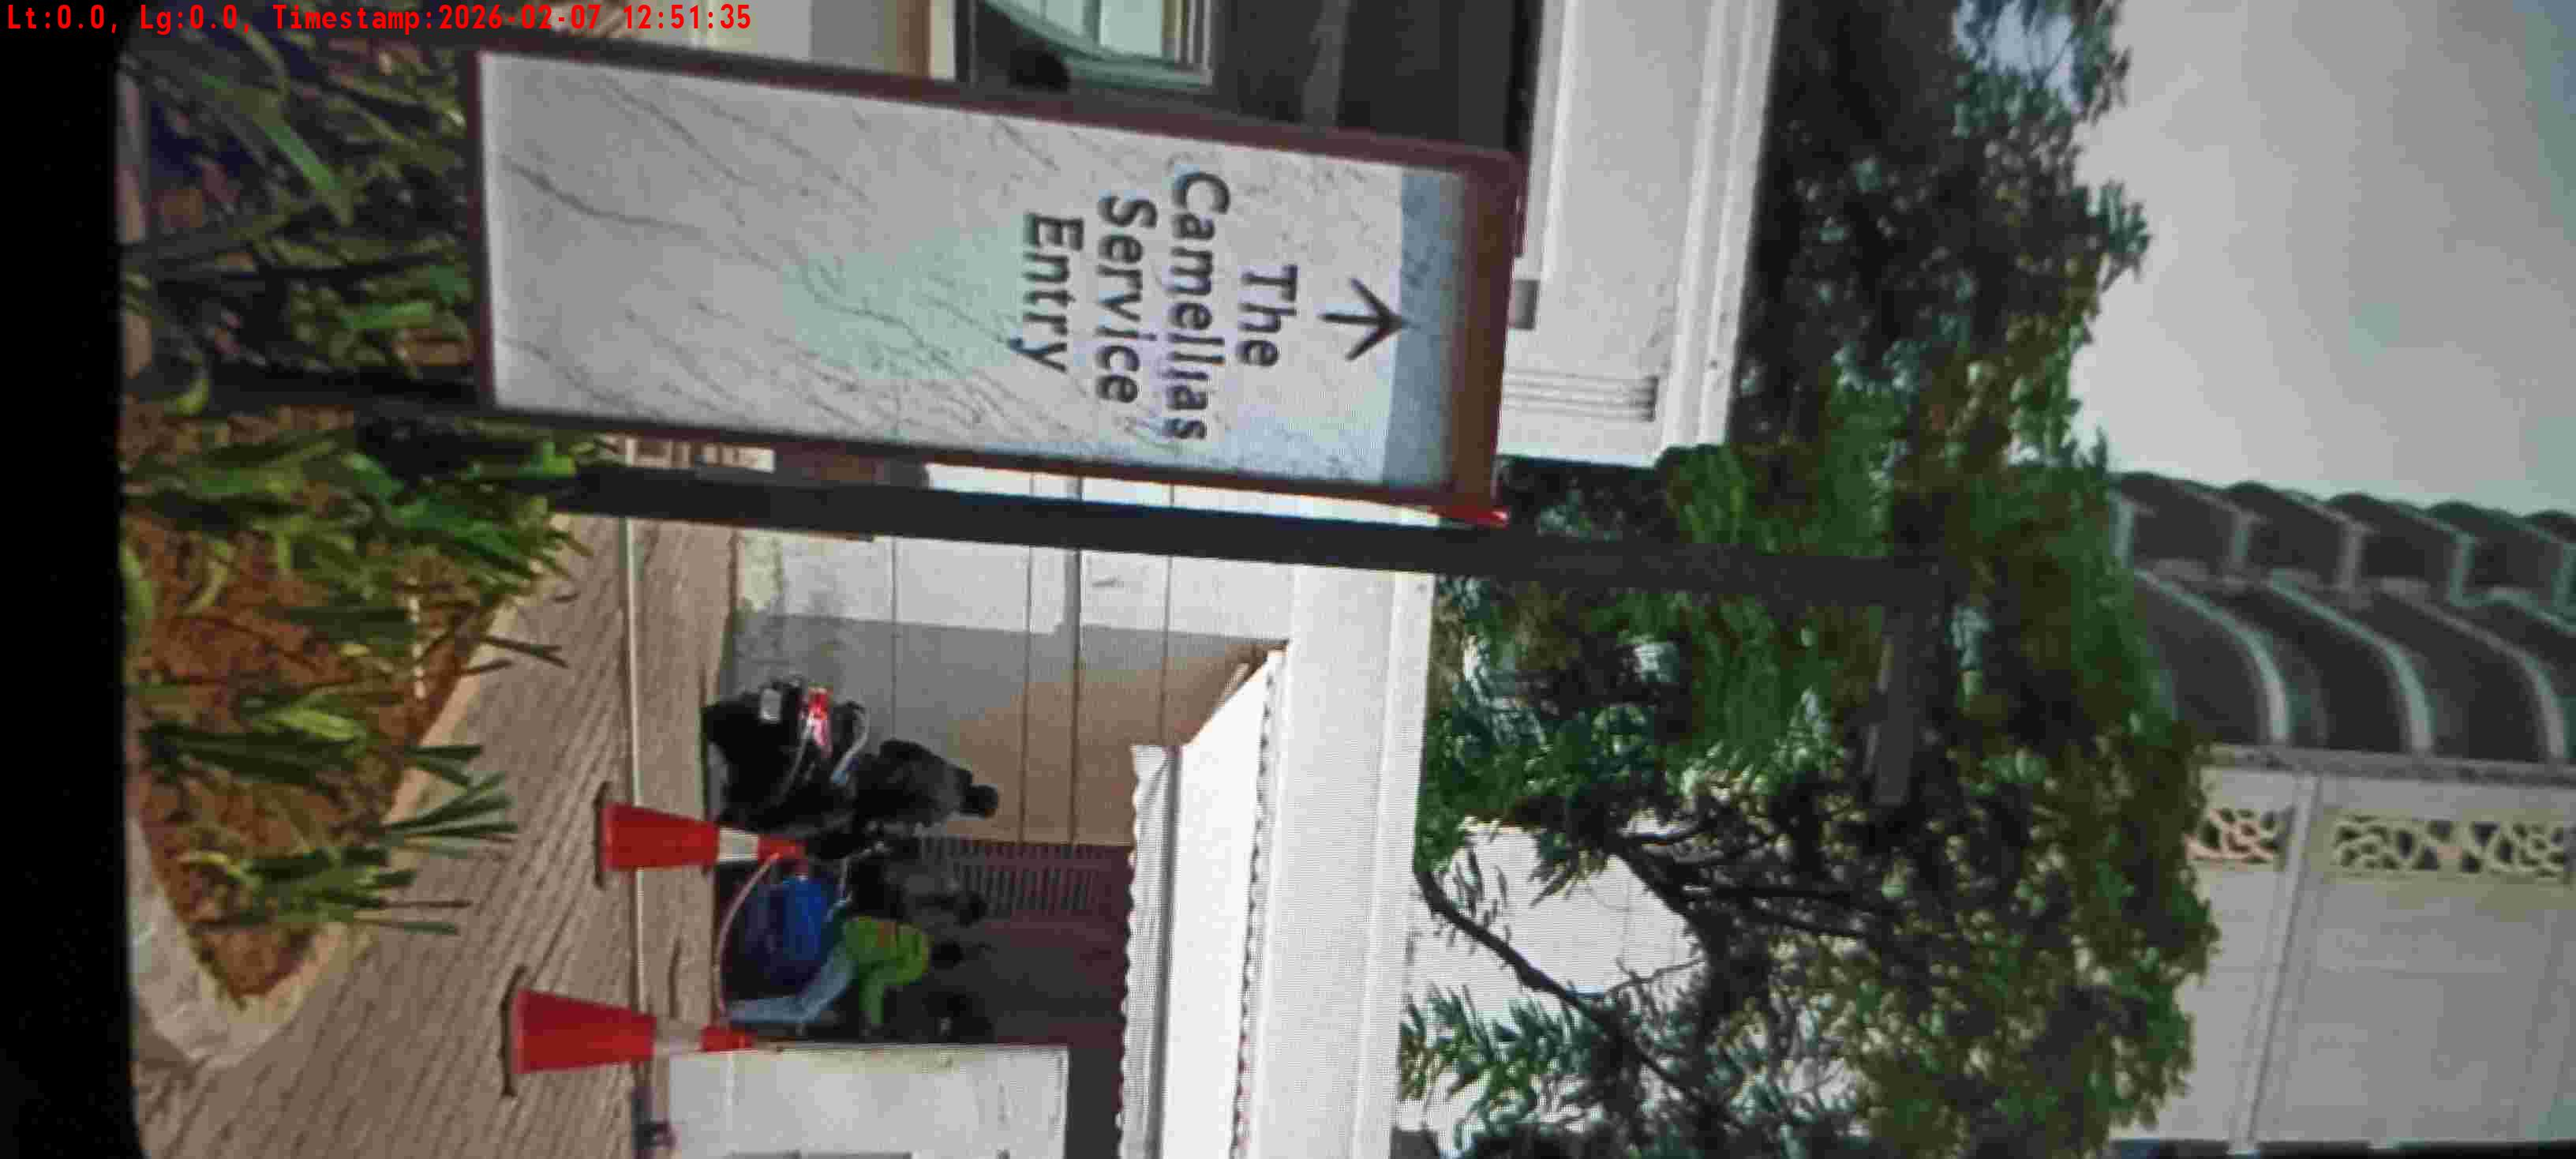 Lt:0.0, Lg:0.0, Timestamp:2026-02-07 12:51:35
The
Camellias
Service
Entry